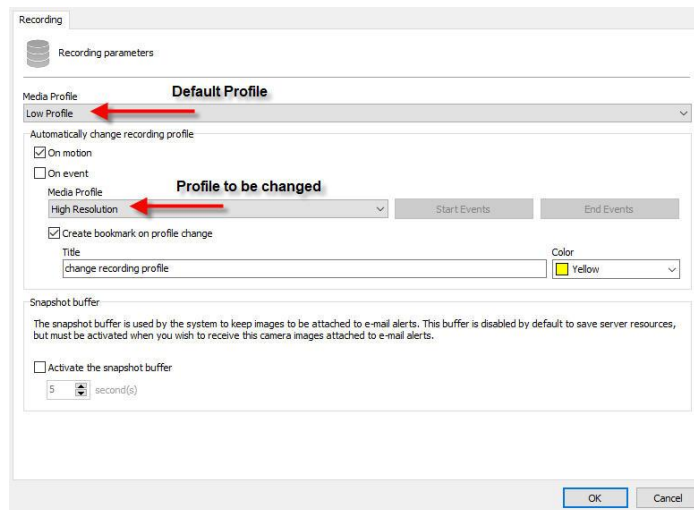 Recording
Recording parameters
Default Profile
Media Profile
Low Profile
Automatically change recording profile
On motion
On event
Profile to be changed
Media Profile
High Resolution
Start Events
End Events
Create bookmark on profile change
Title
Color
change recording profile
Yellow
Snapshot buffer
The snapshot buffer is used by the system to keep images to be attached to e-mail alerts. This buffer is disabled by default to save server resources,
but must be activated when you wish to receive this camera images attached to e-mail alerts.
Activate the snapshot buffer
5 second(s)
OK Cancel